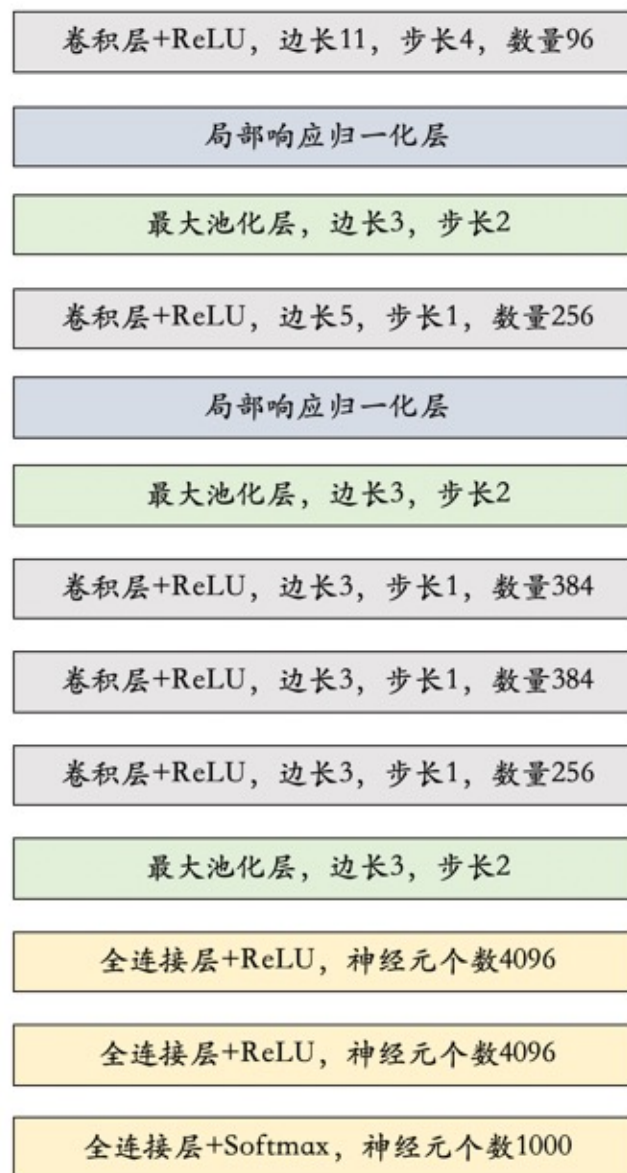 卷积层+ReLU，边长11，步长4，数量96
局部响应归一化层
最大池化层，边长3，步长2
卷积层+ReLU，边长5，步长1，数量256
局部响应归一化层
最大池化层，边长3，步长2
卷积层+ReLU，边长3，步长1，数量384
卷积层+ReLU，边长3，步长1，数量384
卷积层+ReLU，边长3，步长1，数量256
最大池化层，边长3，步长2
全连接层+ReLU，神经元个数4096
全连接层+ReLU，神经元个数4096
全连接层+Softmax，神经元个数1000